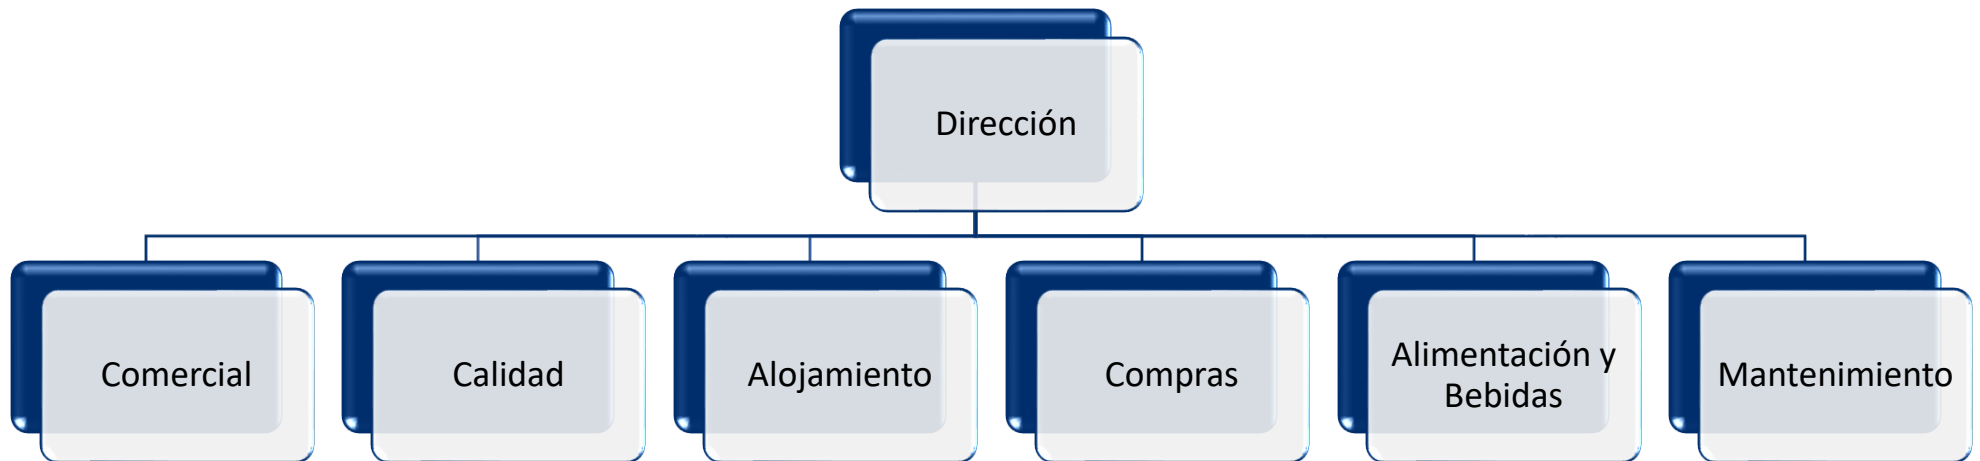 Dirección
Comercial
Calidad
Alojamiento
Compras
Alimentación y
Bebidas
Mantenimiento